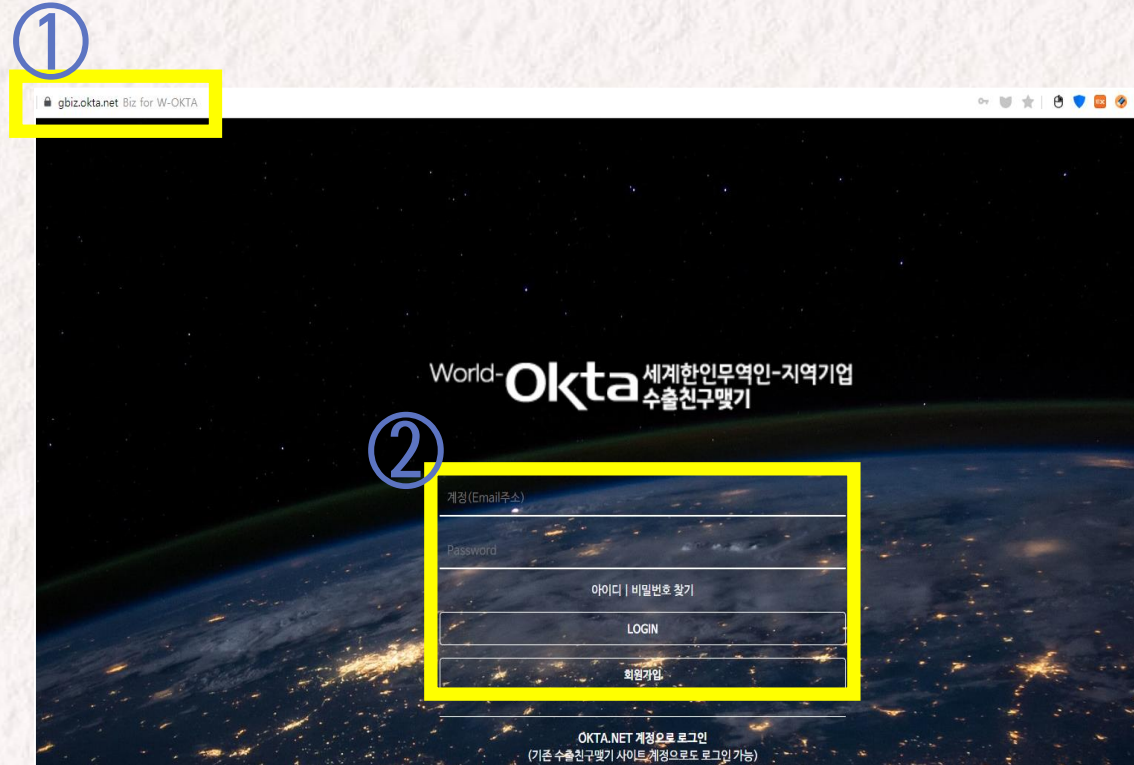 ①
gbiz.okta.net Biz for W-OKTA
World-Okta 세계한인무역인-지역기업
수출친구맺기
②
계정(Email주소)
Password
아이디 | 비밀번호 찾기
LOGIN
회원가입
OKTA.NET 계정으로 로그인
(기존 수출친구맺기 사이트 계정으로도 로그인 가능)